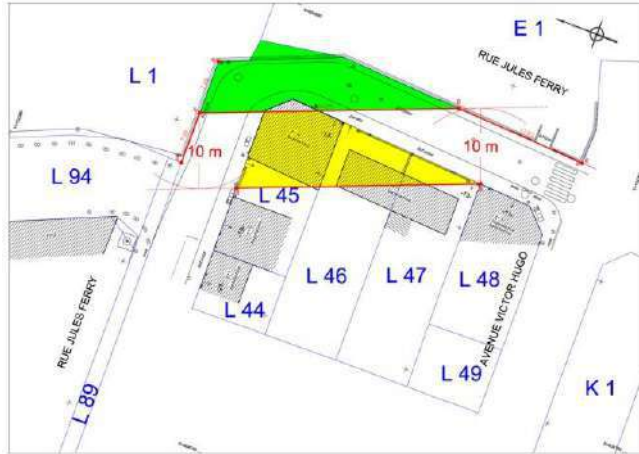 E 1
RUE JULES FERRY
L 1
10 m
10 m
L 94
L 45
L 46
L 47
L 48
L 44
L 49
K 1
L 89
RUE JULES FERRY
AVENUE VICTOR HUGO